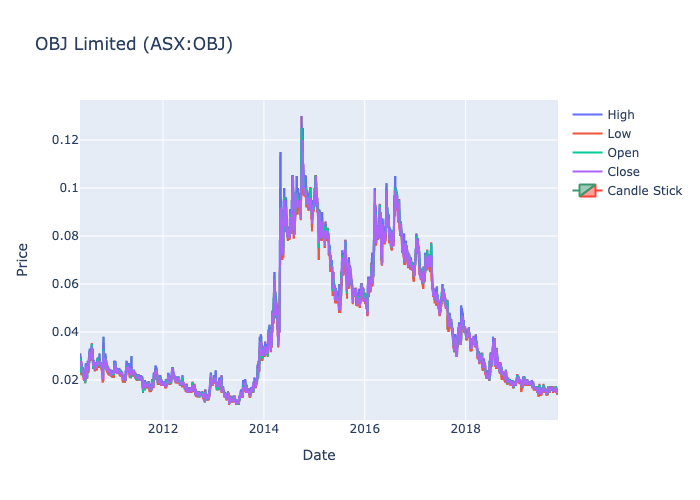 OBJ Limited (ASX:OBJ)
High
Low
Open
Close
Candle Stick
0.12
0.1
0.08
0.06
0.04
0.02
Price
2012 2014 2016 2018
Date